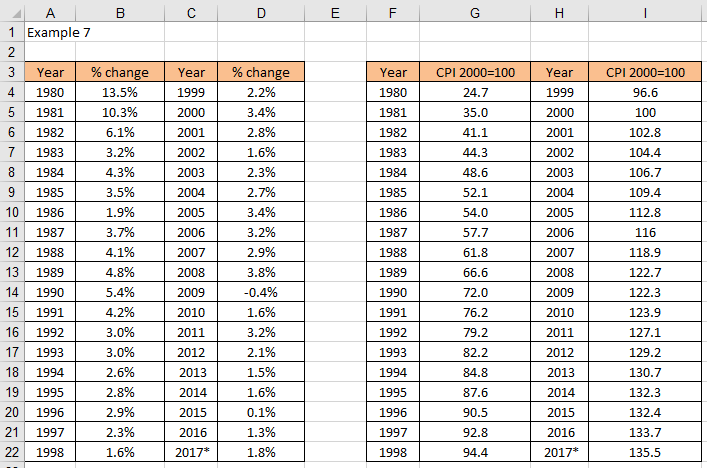 A B C D E F G H I
1 Example 7
2
3 Year % change Year % change Year CPI 2000=100 Year CPI 2000=100
4 1980 13.5% 1999 2.2% 1980 24.7 1999 96.6
5 1981 10.3% 2000 3.4% 1981 35.0 2000 100
6 1982 6.1% 2001 2.8% 1982 41.1 2001 102.8
7 1983 3.2% 2002 1.6% 1983 44.3 2002 104.4
8 1984 4.3% 2003 2.3% 1984 48.6 2003 106.7
9 1985 3.5% 2004 2.7% 1985 52.1 2004 109.4
10 1986 1.9% 2005 3.4% 1986 54.0 2005 112.8
11 1987 3.7% 2006 3.2% 1987 57.7 2006 116
12 1988 4.1% 2007 2.9% 1988 61.8 2007 118.9
13 1989 4.8% 2008 3.8% 1989 66.6 2008 122.7
14 1990 5.4% 2009 -0.4% 1990 72.0 2009 122.3
15 1991 4.2% 2010 1.6% 1991 76.2 2010 123.9
16 1992 3.0% 2011 3.2% 1992 79.2 2011 127.1
17 1993 3.0% 2012 2.1% 1993 82.2 2012 129.2
18 1994 2.6% 2013 1.5% 1994 84.8 2013 130.7
19 1995 2.8% 2014 1.6% 1995 87.6 2014 132.3
20 1996 2.9% 2015 0.1% 1996 90.5 2015 132.4
21 1997 2.3% 2016 1.3% 1997 92.8 2016 133.7
22 1998 1.6% 2017* 1.8% 1998 94.4 2017* 135.5